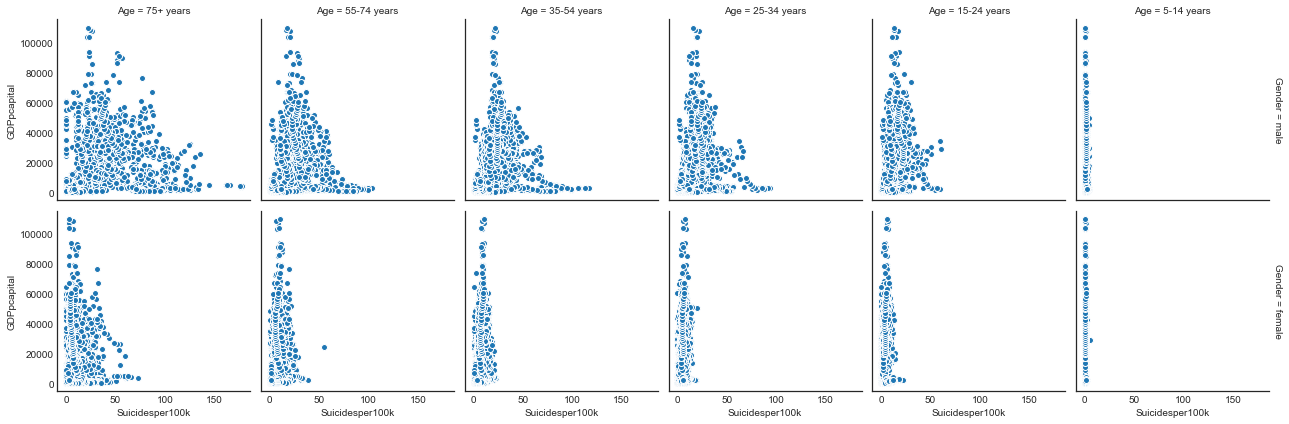 Age = 75+ years Age = 55-74 years Age = 35-54 years Age = 25-34 years Age = 15-24 years Age = 5-14 years
100000
80000
60000
40000
20000
0
GDPpcapital
Gender = male
100000
80000
60000
40000
20000
0
GDPpcapital
Gender = female
0 50 100 150 0 50 100 150 0 50 100 150 0 50 100 150 0 50 100 150 0 50 100 150
Suicidesper100k Suicidesper100k Suicidesper100k Suicidesper100k Suicidesper100k Suicidesper100k